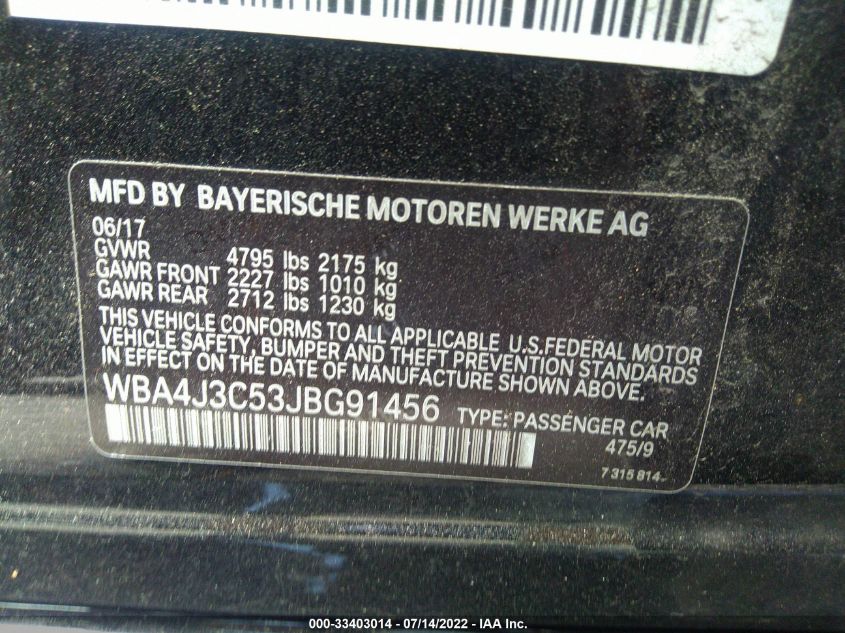 MFD BY BAYERISCHE MOTOREN WERKE AG
06/17
GVWR 4795 lbs 2175 kg
GAWR FRONT 2227 lbs 1010 kg
GAWR REAR 2712 lbs 1230 kg
THIS VEHICLE CONFORMS TO ALL APPLICABLE U.S.FEDERAL MOTOR
VEHICLE SAFETY, BUMPER AND THEFT PREVENTION STANDARDS
IN EFFECT ON THE DATE OF MANUFACTURE SHOWN ABOVE.
WBA4J3C53JBG91456 TYPE: PASSENGER CAR
475/9
7 315 814
000-33403014 - 07/14/2022 - IAA Inc.